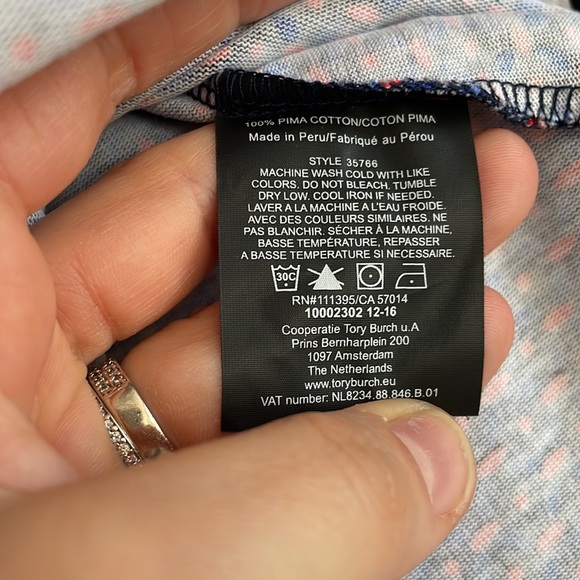 100% PIMA COTTON/COTON PIMA
Made in Peru/Fabriqué au Pérou
STYLE 35766
MACHINE WASH COLD WITH LIKE
COLORS. DO NOT BLEACH. TUMBLE
DRY LOW. COOL IRON IF NEEDED.
LAVER A LA MACHINE A L'EAU FROIDE.
AVEC DES COULEURS SIMILAIRES. NE
PAS BLANCHIR. SÉCHER À LA MACHINE,
BASSE TEMPÉRATURE, REPASSER
A BASSE TEMPERATURE SI NECESSAIRE.
30C
RN#111395/CA 57014
10002302 12-16
Cooperatie Tory Burch u.A
Prins Bernharplein 200
1097 Amsterdam
The Netherlands
www.toryburch.eu
VAT number: NL8234.88.846.B.01